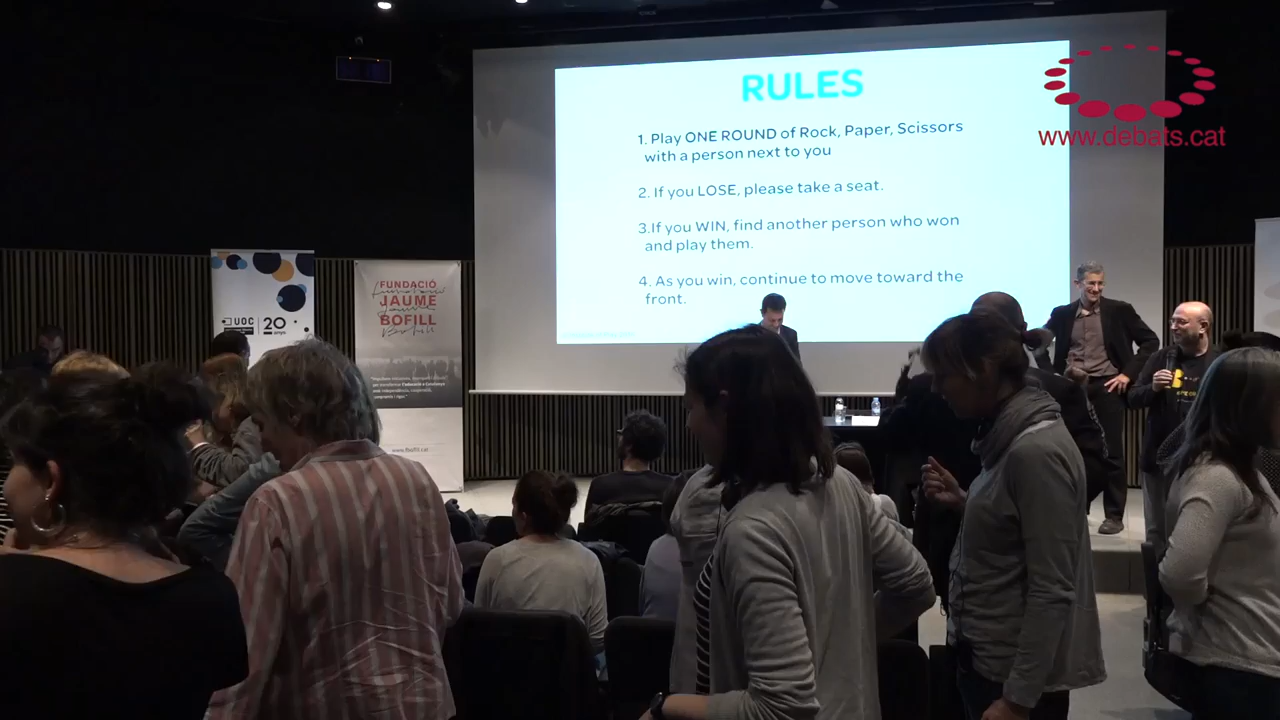 RULES
1. Play ONE ROUND of Rock, Paper, Scissors
with a person next to you
2. If you LOSE, please take a seat.
3.If you WIN, find another person who won
and play them.
4. As you win, continue to move toward the
front.
www.debats.cat
UOC
20
anys
FUNDACIÓ
JAUME
BOFILL
www.Bofill.cat